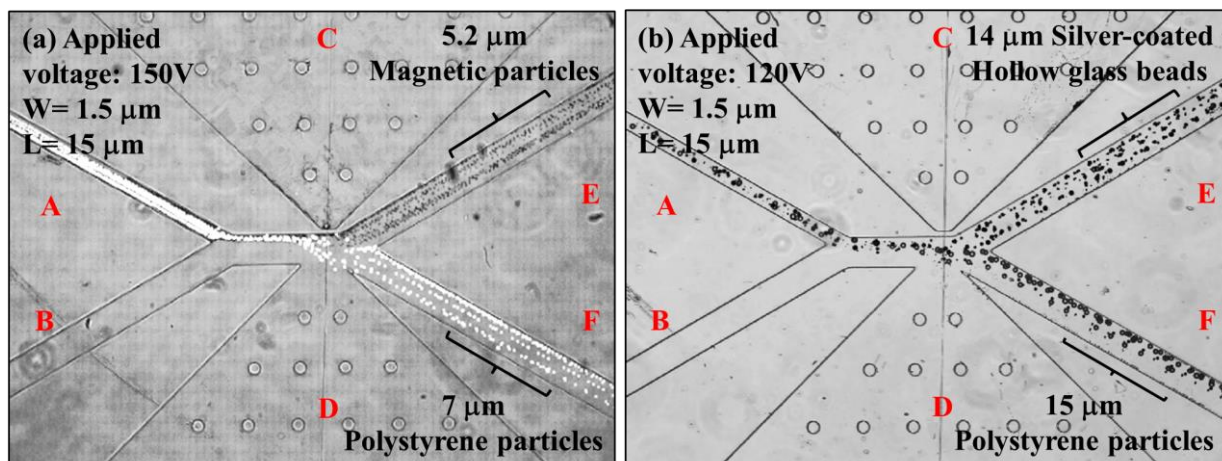 (a) Applied
voltage: 150V
W= 1.5 μm
L= 15 μm
C
5.2 μm
Magnetic particles
A
E
B
F
D
7 μm
Polystyrene particles
(b) Applied
voltage: 120V
W= 1.5 μm
L= 15 μm
C
14 μm Silver-coated
Hollow glass beads
A
E
B
F
D
15 μm
Polystyrene particles